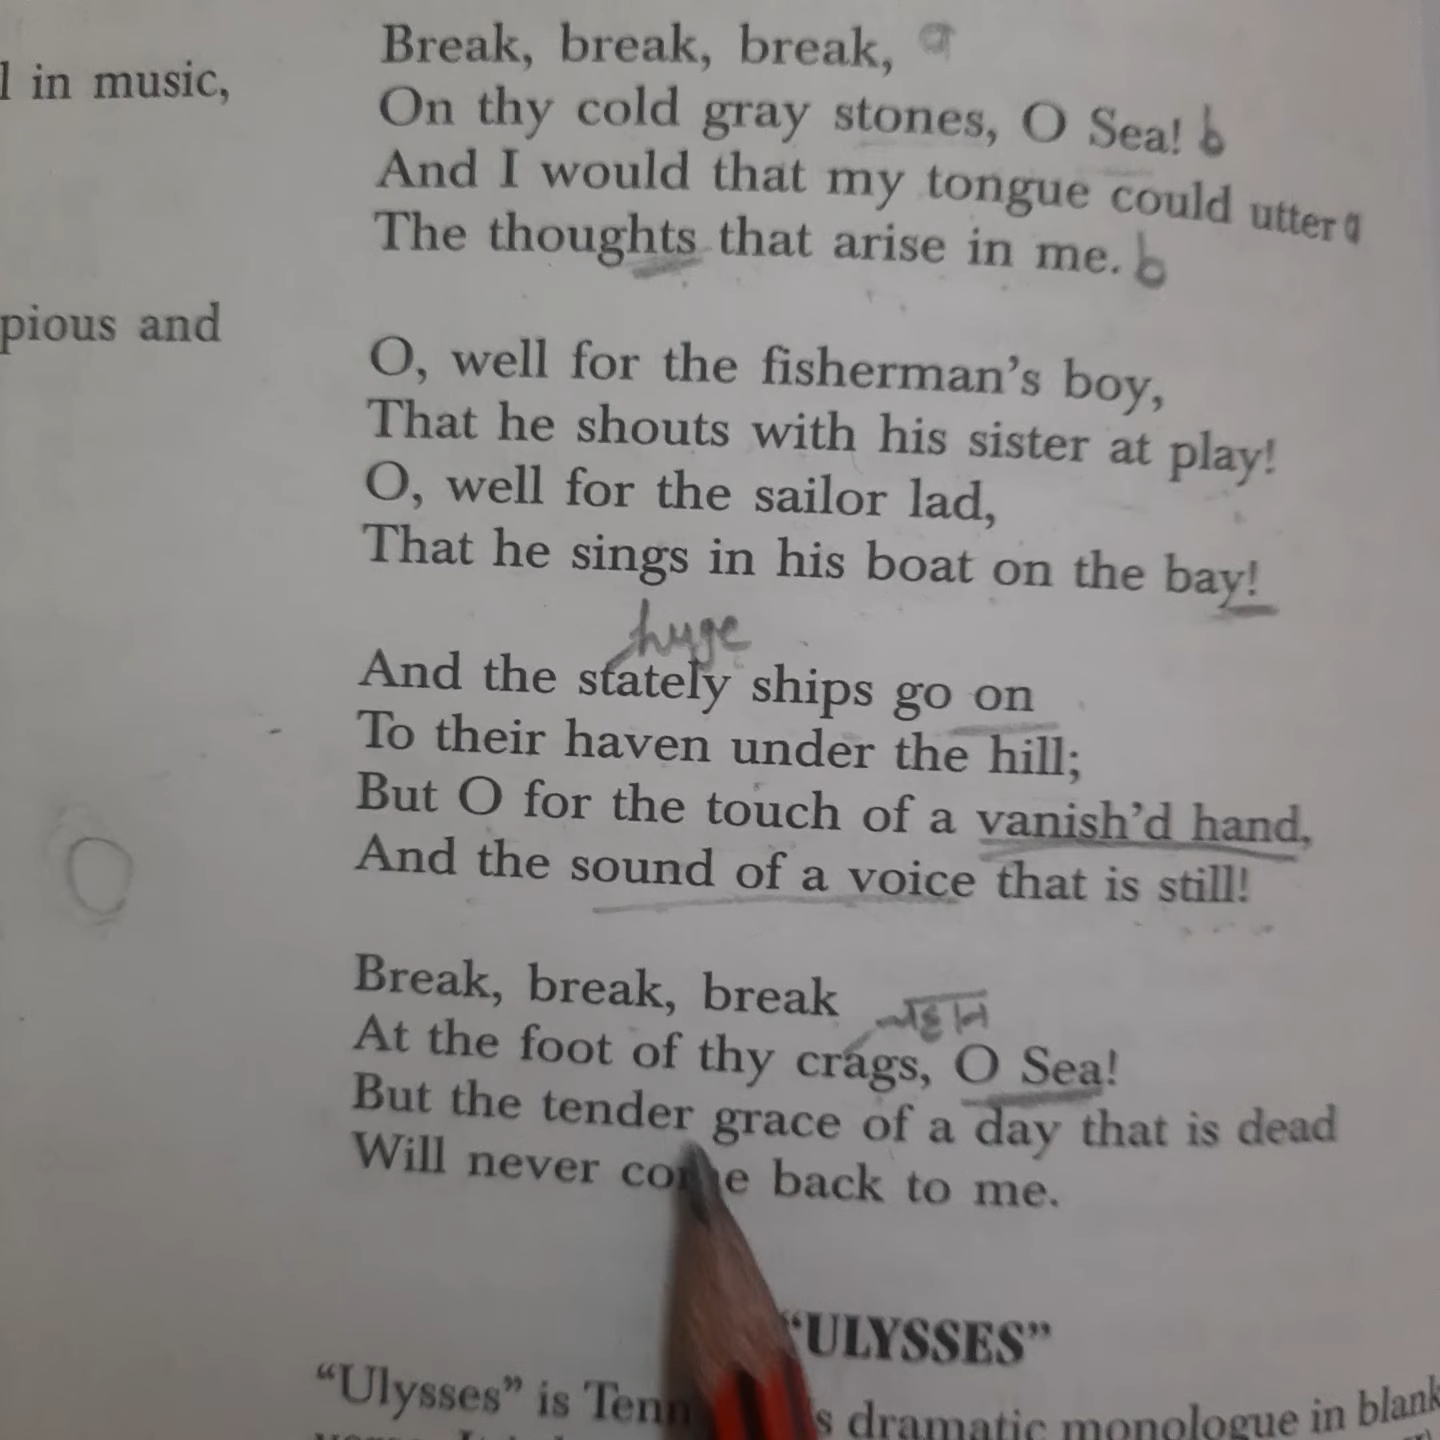 l in music,
pious and
Break, break, break, a
On thy cold gray stones, O Sea! b
And I would that my tongue could utter a
The thoughts that arise in me. b
O, well for the fisherman's boy,
That he shouts with his sister at play!
O, well for the sailor lad,
That he sings in his boat on the bay!
huge
And the stately ships go on
To their haven under the hill;
But O for the touch of a vanish'd hand,
And the sound of a voice that is still!
Break, break, break
At the foot of thy crags, O Sea!
But the tender grace of a day that is dead
Will never come back to me.
"ULYSSES"
"Ulysses" is dramatic monologue in blank